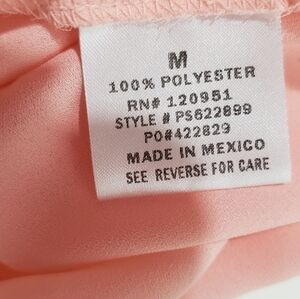 M
100% POLYESTER
RN# 120951
STYLE # PS622899
PO#422829
MADE IN MEXICO
SEE REVERSE FOR CARE